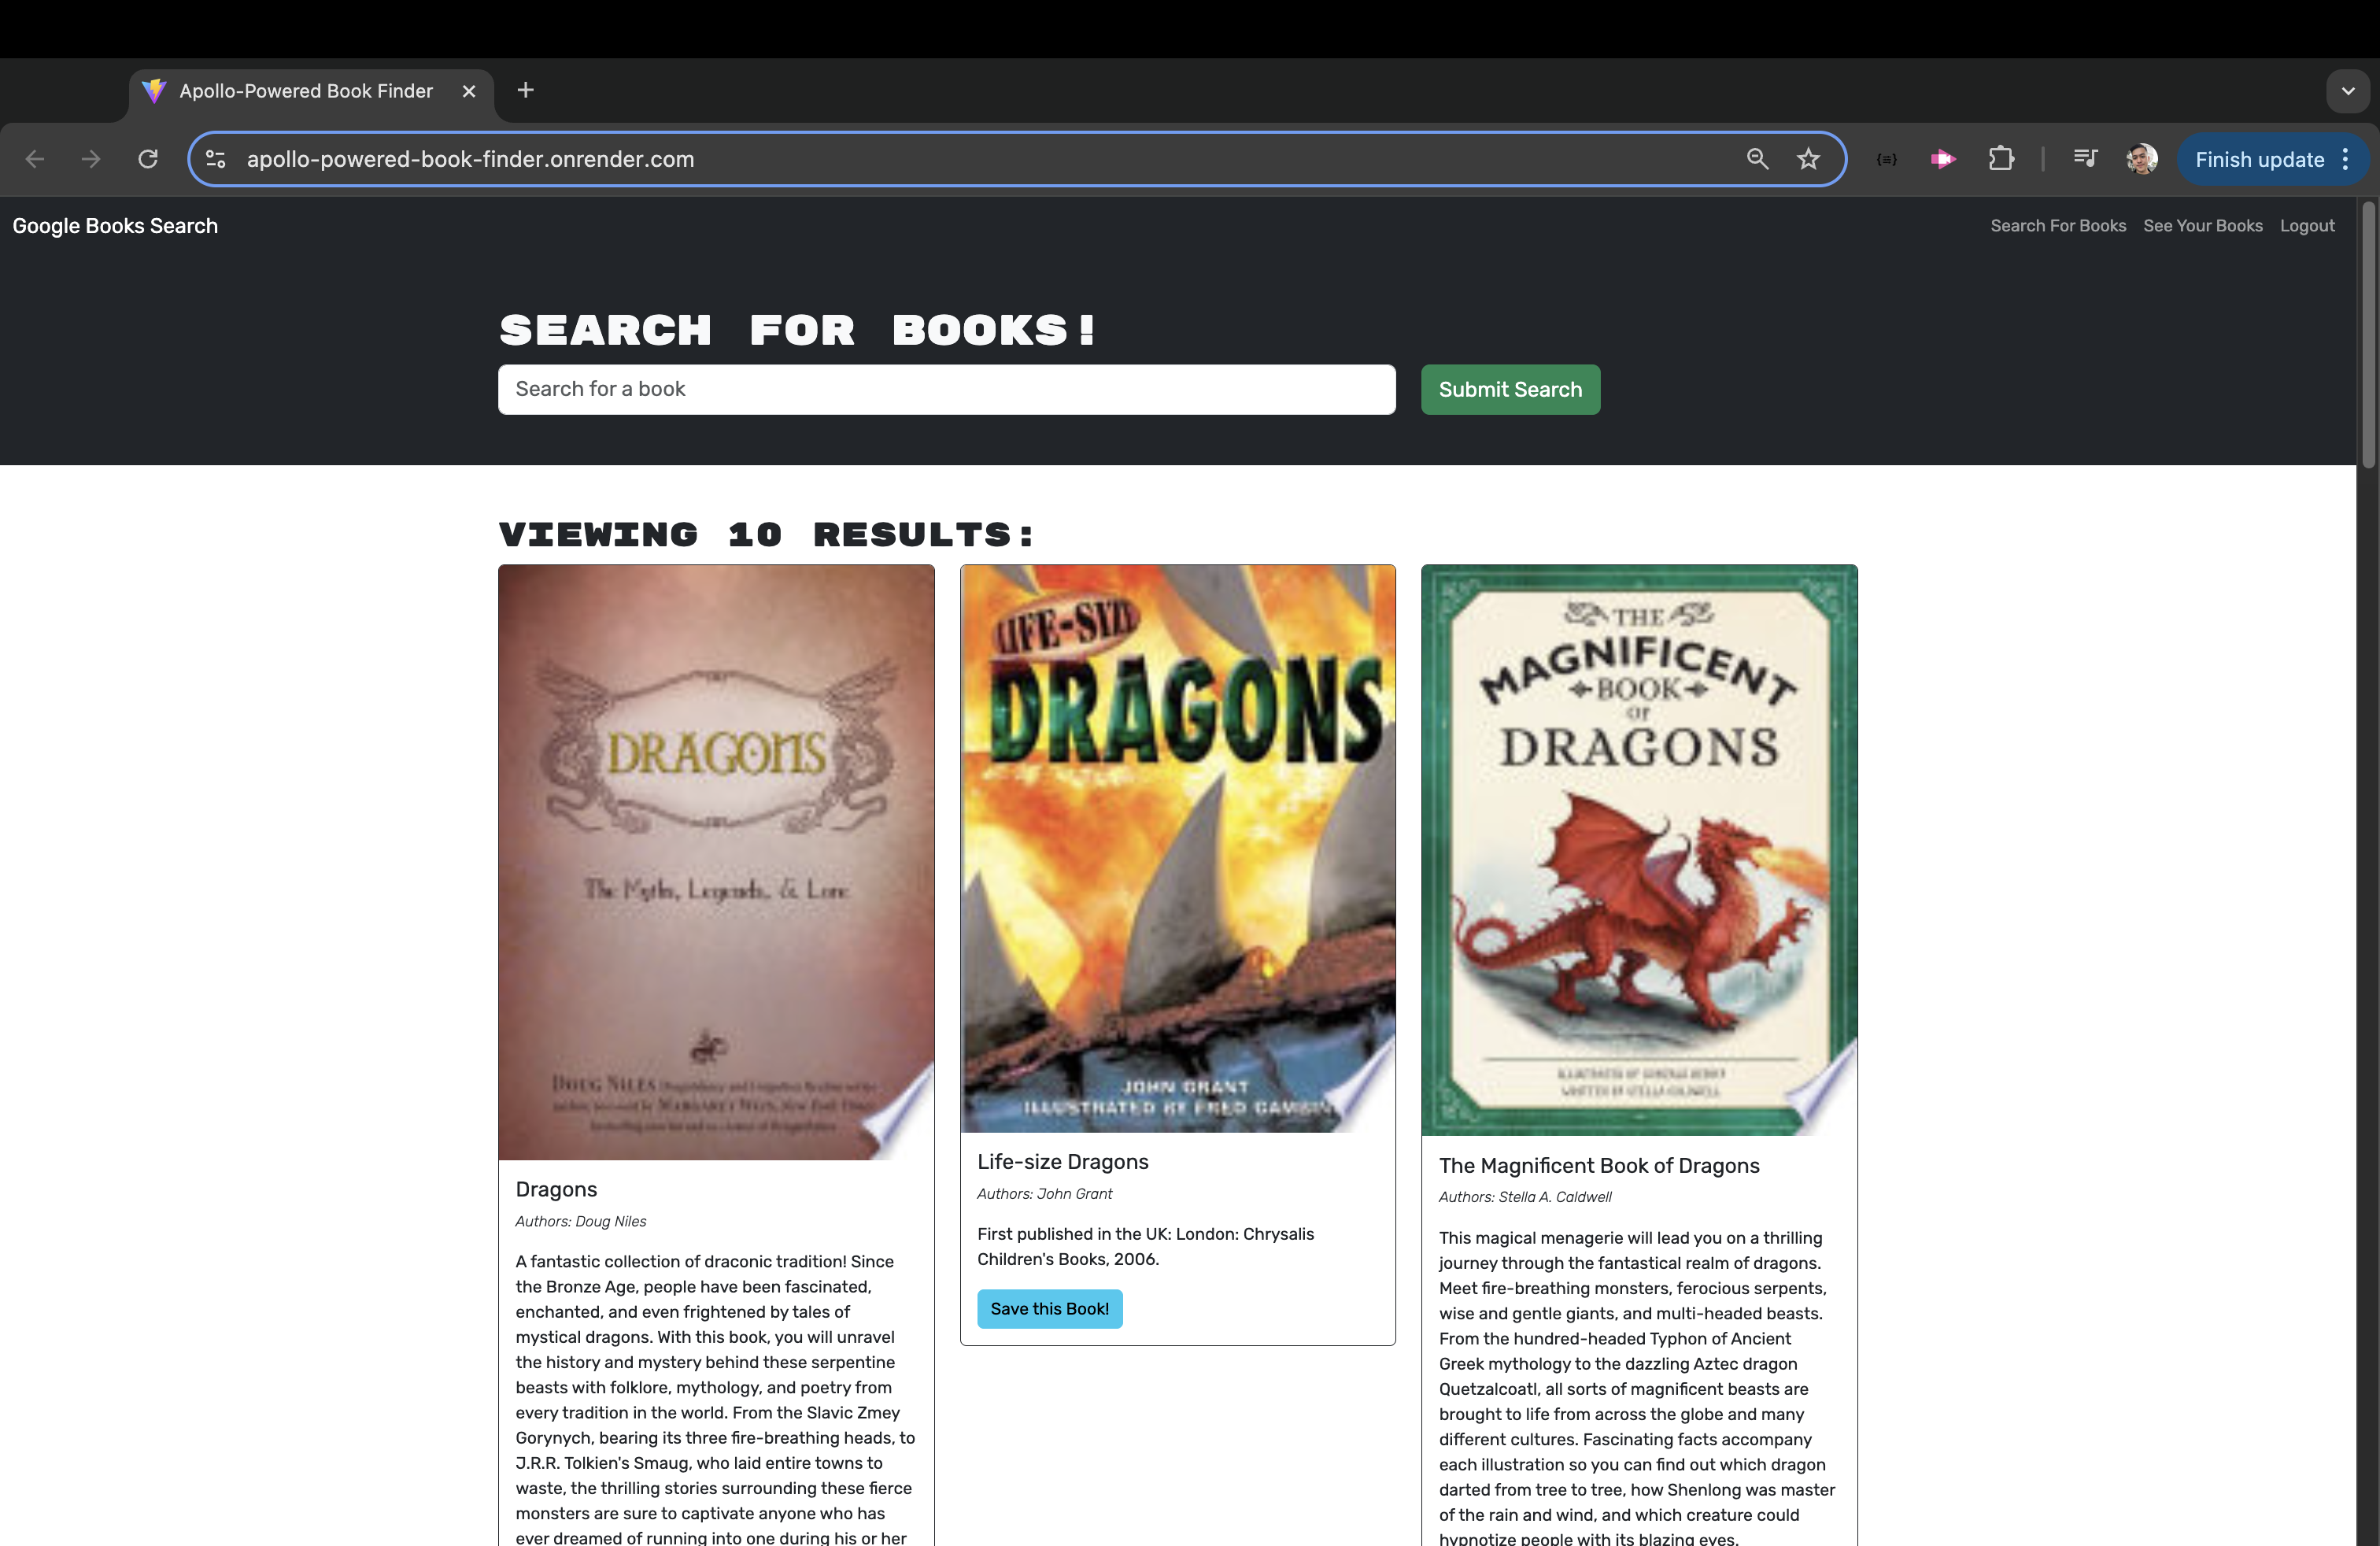 Apollo-Powered Book Finder
apollo-powered-book-finder.onrender.com
Finish update
Google Books Search
Search For Books
See Your Books
Logout
SEARCH FOR BOOKS!
Search for a book
Submit Search
VIEWING 10 RESULTS:
DRAGONS
The Myths, Legends, & Lore
DOUG NILES
Dragons
Authors: Doug Niles
A fantastic collection of draconic tradition! Since
the Bronze Age, people have been fascinated,
enchanted, and even frightened by tales of
mystical dragons. With this book, you will unravel
the history and mystery behind these serpentine
beasts with folklore, mythology, and poetry from
every tradition in the world. From the Slavic Zmey
Gorynych, bearing its three fire-breathing heads, to
J.R.R. Tolkien's Smaug, who laid entire towns to
waste, the thrilling stories surrounding these fierce
monsters are sure to captivate anyone who has
ever dreamed of running into one during his or her
LIFE-SIZE
DRAGONS
JOHN GRANT
ILLUSTRATED BY FRED
Life-size Dragons
Authors: John Grant
First published in the UK: London: Chrysalis
Children's Books, 2006.
Save this Book!
THE
MAGNIFICENT
BOOK
OF
DRAGONS
The Magnificent Book of Dragons
Authors: Stella A. Caldwell
This magical menagerie will lead you on a thrilling
journey through the fantastical realm of dragons.
Meet fire-breathing monsters, ferocious serpents,
wise and gentle giants, and multi-headed beasts.
From the hundred-headed Typhon of Ancient
Greek mythology to the dazzling Aztec dragon
Quetzalcoatl, all sorts of magnificent beasts are
brought to life from across the globe and many
different cultures. Fascinating facts accompany
each illustration so you can find out which dragon
darted from tree to tree, how Shenlong was master
of the rain and wind, and which creature could
hypnotize people with its blazing eyes.